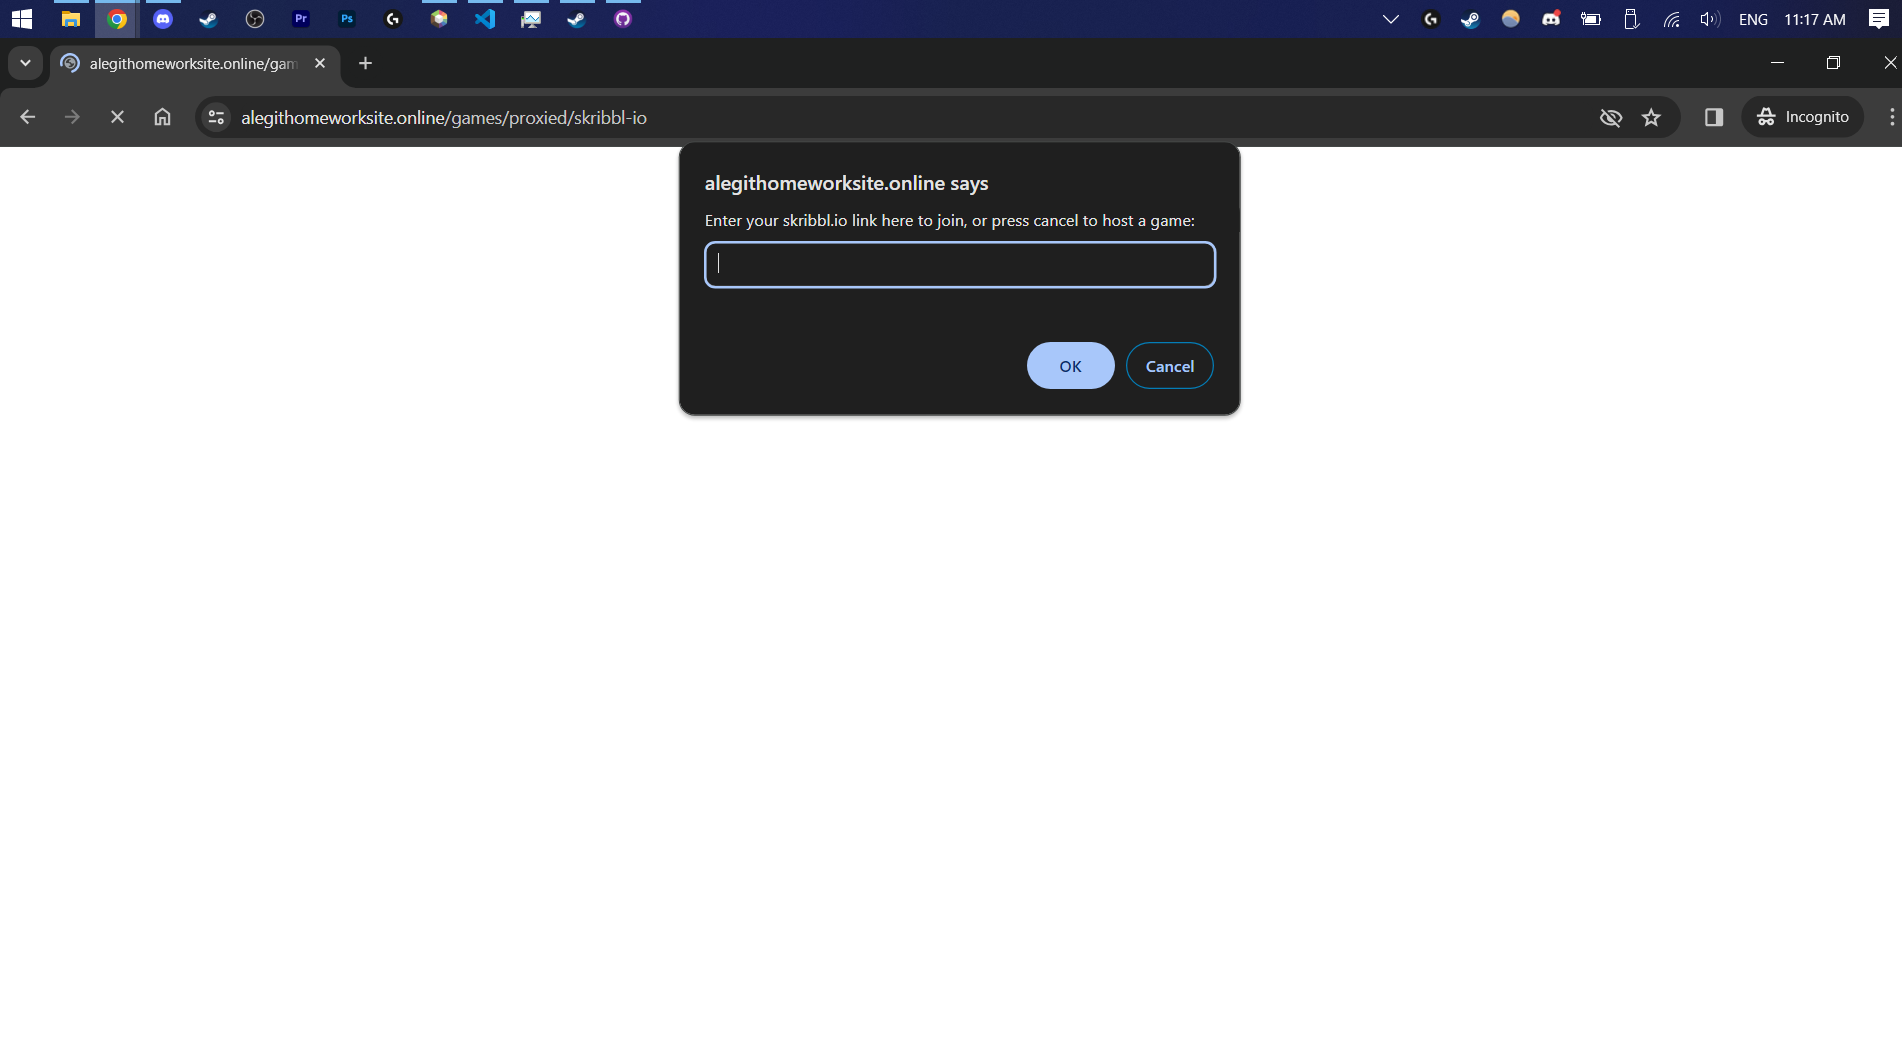 Pr
Ps
ENG
11:17 AM
alegithomeworksite.online/gam
alegithomeworksite.online/games/proxied/skribbl-io
Incognito
alegithomeworksite.online says
Enter your skribbl.io link here to join, or press cancel to host a game:
OK
Cancel